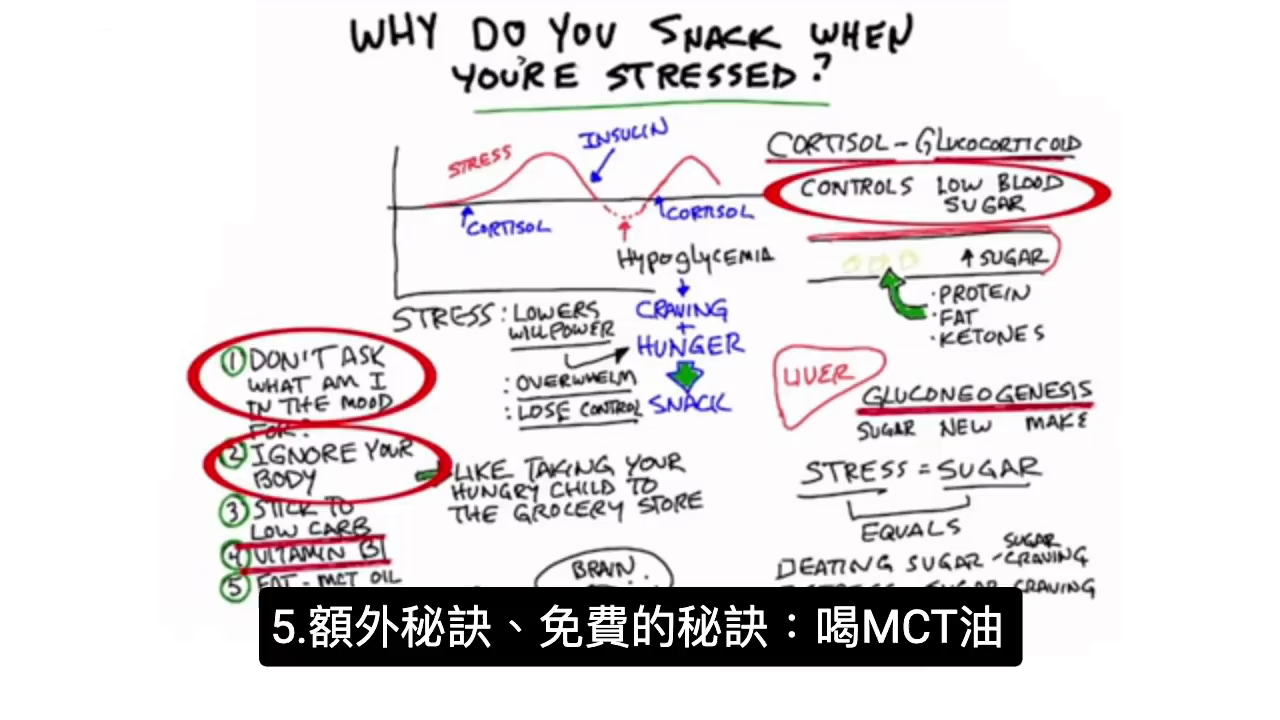 WHY DO YOU SNACK WHEN
YOU'RE STRESSED?
STRESS
INSULIN
CORTISOL
CORTISOL
HypoglycEMIA
CRAVING
+
HUNGER
SNACK
STRESS: LOWERS
WILLPOWER
: OVERWHELM
: LOSE CONTROL
CORTISOL - GLUCOCORTICOID
CONTROLS LOW BLOOD
SUGAR
↑ SUGAR
· PROTEIN
· FAT
· KETONES
LIVER
GLUCONEOGENESIS
SUGAR NEW MAKE
STRESS = SUGAR
EQUALS
① DON'T ASK
WHAT AM I
IN THE MOOD
FOR?
② IGNORE YOUR
BODY
③ STICK TO
LOW CARB
④ VITAMIN B1
⑤ FAT - MCT OIL
LIKE TAKING YOUR
HUNGRY CHILD TO
THE GROCERY STORE
BRAIN
EATING SUGAR - SUGAR CRAVING
SUGAR CRAVING
5.額外秘訣、免費的秘訣：喝MCT油